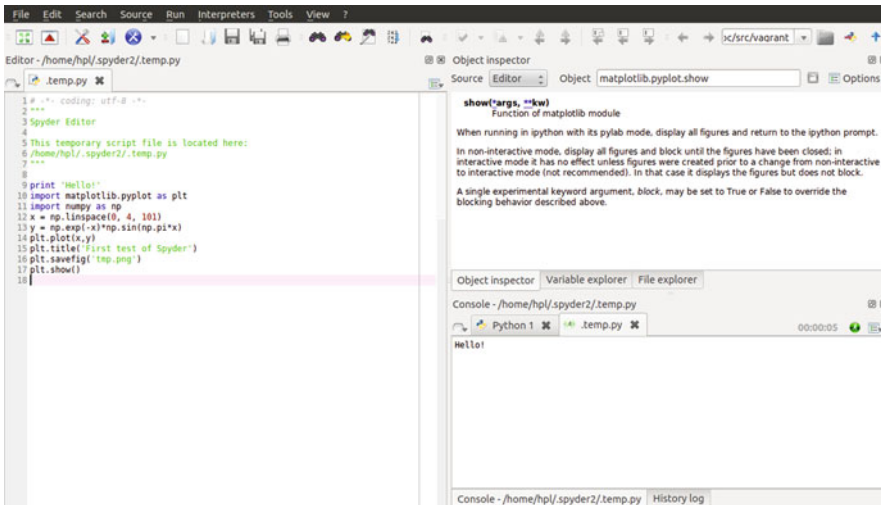 File Edit Search Source Run Interpreters Tools View ?
Editor - /home/hpl/.spyder2/.temp.py
.temp.py
1 # -*- coding: utf-8 -*-
2 """
3 Spyder Editor
4
5 This temporary script file is located here:
6 /home/hpl/.spyder2/.temp.py
7 """
8
9 print 'Hello!'
10 import matplotlib.pyplot as plt
11 import numpy as np
12 x = np.linspace(0, 4, 101)
13 y = np.exp(-x)*np.sin(np.pi*x)
14 plt.plot(x,y)
15 plt.title('First test of Spyder')
16 plt.savefig('tmp.png')
17 plt.show()
18
c/src/vagrant
Object inspector
Source Editor Object matplotlib.pyplot.show Options
show(*args, **kw)
Function of matplotlib module
When running in ipython with its pylab mode, display all figures and return to the ipython prompt.
In non-interactive mode, display all figures and block until the figures have been closed; in
interactive mode it has no effect unless figures were created prior to a change from non-interactive
to interactive mode (not recommended). In that case it displays the figures but does not block.
A single experimental keyword argument, block, may be set to True or False to override the
blocking behavior described above.
Object inspector Variable explorer File explorer
Console - /home/hpl/.spyder2/.temp.py
Python 1 .temp.py 00:00:05
Hello!
Console - /home/hpl/.spyder2/.temp.py History log